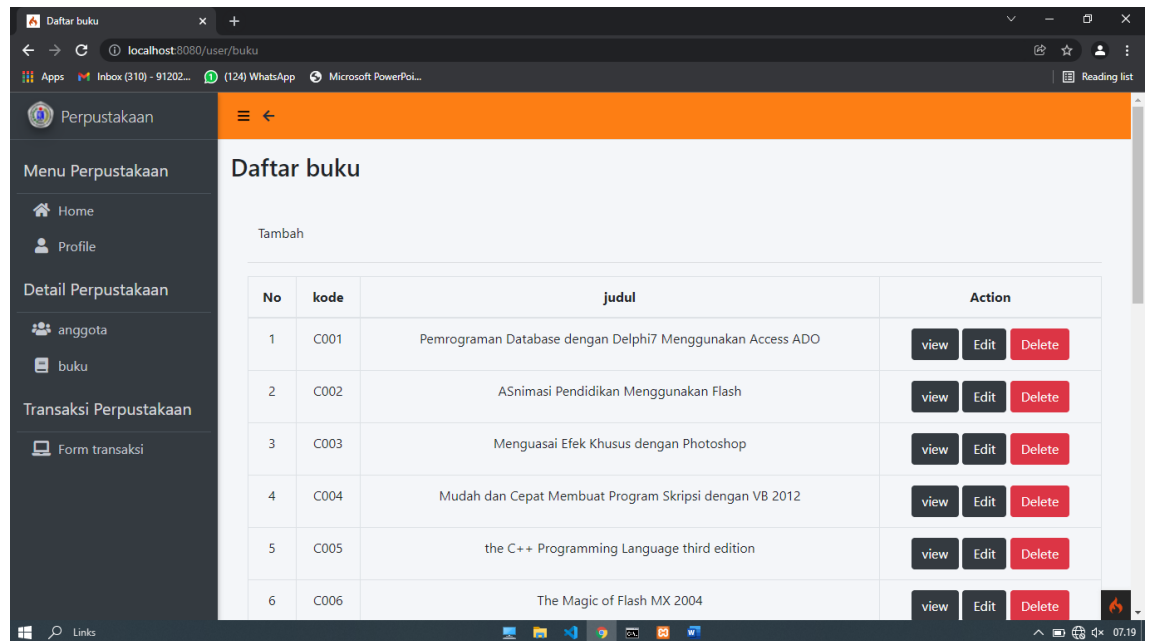 Daftar buku
localhost:8080/user/buku
Apps Inbox (310) - 91202... (124) WhatsApp Microsoft PowerPoi... Reading list
Perpustakaan
Daftar buku
Menu Perpustakaan
Home
Profile
Detail Perpustakaan
anggota
buku
Transaksi Perpustakaan
Form transaksi
Tambah
No kode judul Action
1 C001 Pemrograman Database dengan Delphi7 Menggunakan Access ADO view Edit Delete
2 C002 ASnimasi Pendidikan Menggunakan Flash view Edit Delete
3 C003 Menguasai Efek Khusus dengan Photoshop view Edit Delete
4 C004 Mudah dan Cepat Membuat Program Skripsi dengan VB 2012 view Edit Delete
5 C005 the C++ Programming Language third edition view Edit Delete
6 C006 The Magic of Flash MX 2004 view Edit Delete
Links 07.19